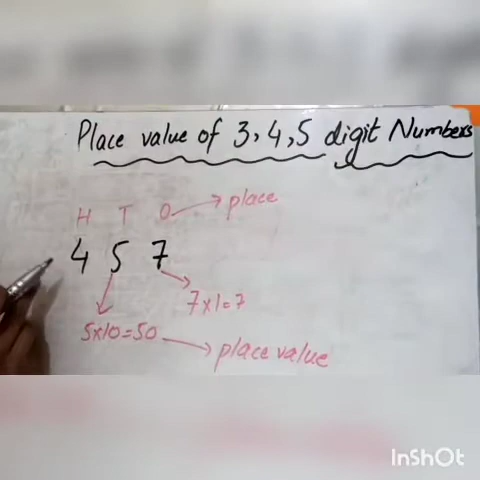 Place value of 3,4,5 digit Numbers
H T O → place
4 5 7
7x1=7
5x10=50 → place value
InShOt